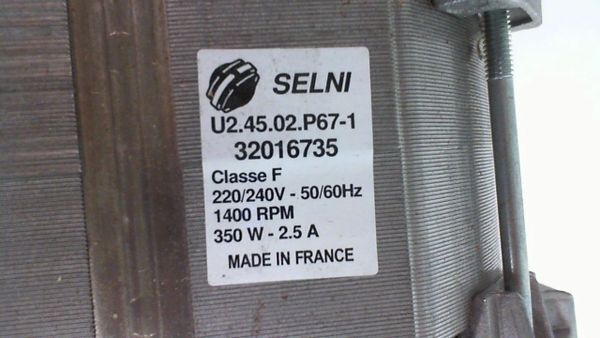 SELNI
U2.45.02.P67-1
32016735
Classe F
220/240V - 50/60Hz
1400 RPM
350 W - 2.5 A
MADE IN FRANCE